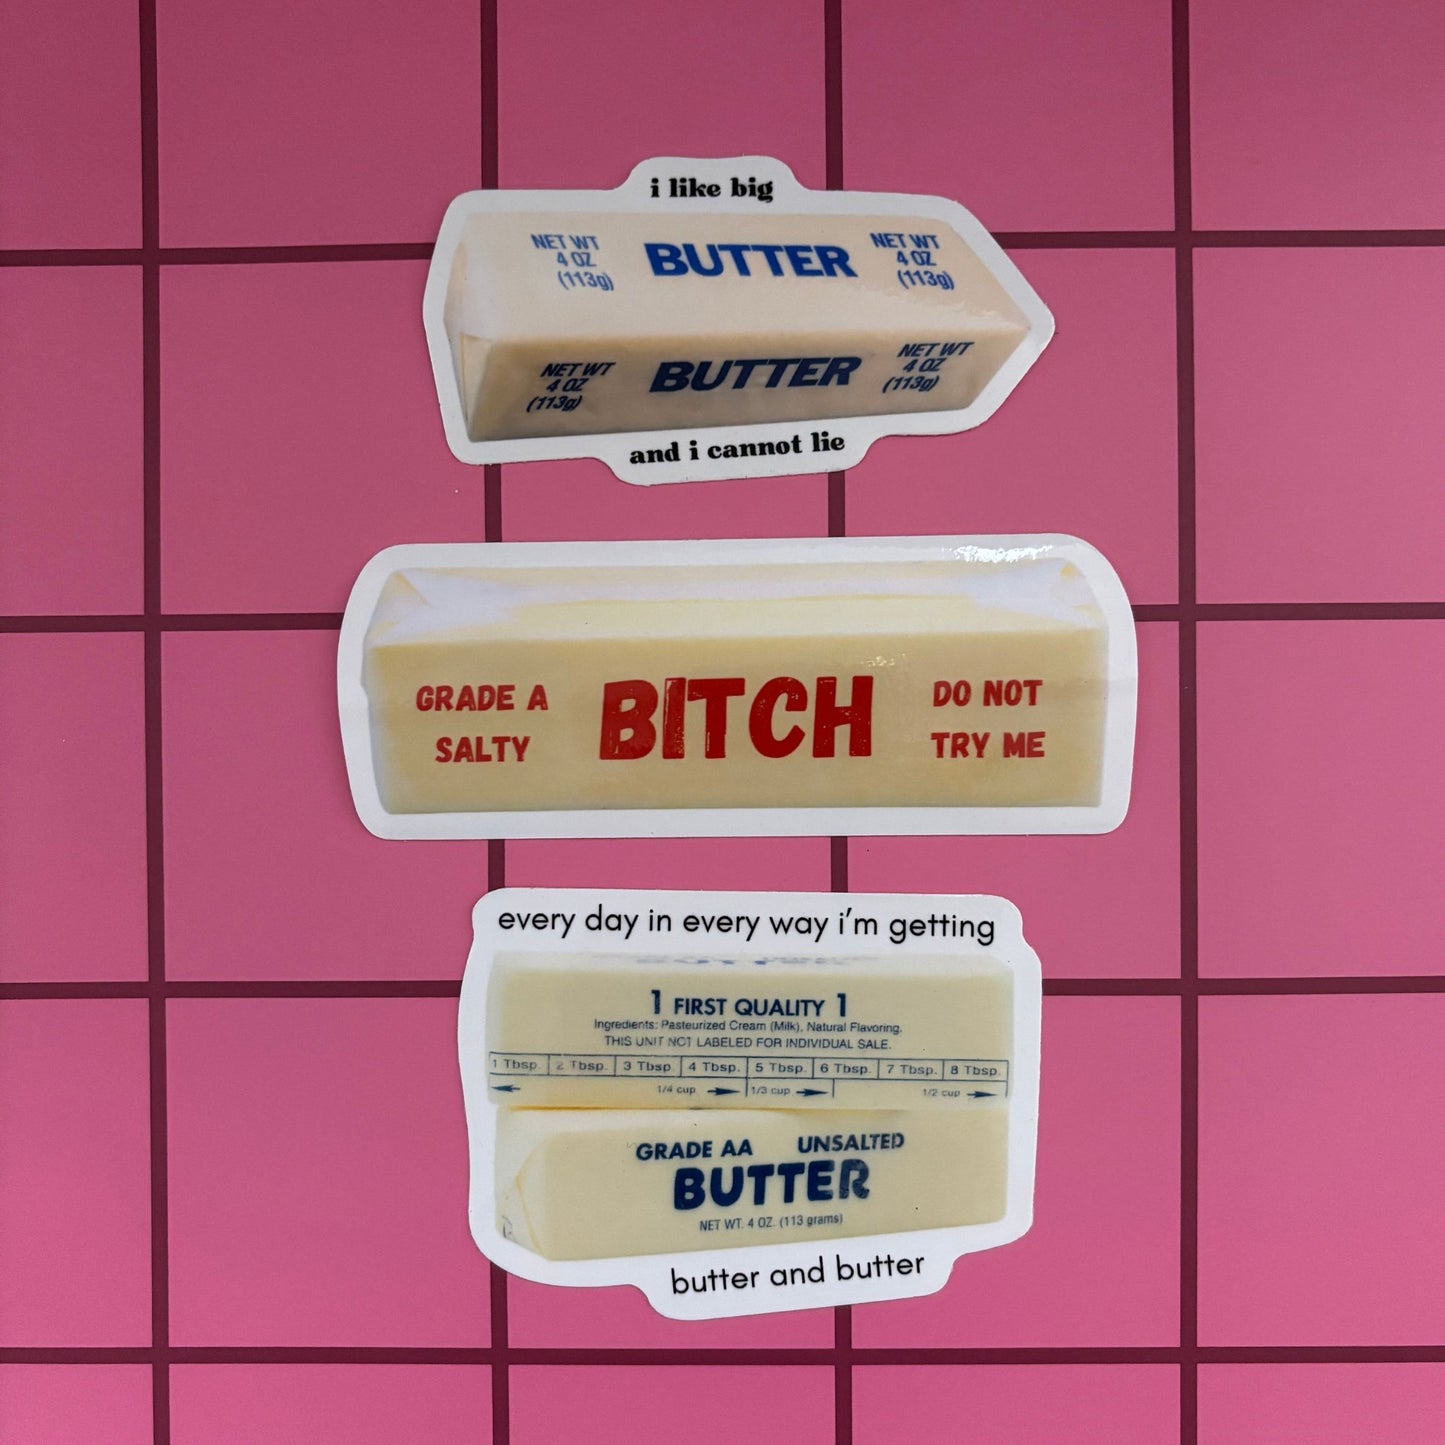 i like big
NET WT
4 OZ
(113g)
BUTTER
NET WT
4 OZ
(113g)
NET WT
4 OZ
(113g)
BUTTER
NET WT
4 OZ
(113g)
and i cannot lie
GRADE A
SALTY
BITCH
DO NOT
TRY ME
every day in every way i'm getting
1 FIRST QUALITY 1
Ingredients: Pasteurized Cream (Milk), Natural Flavoring.
THIS UNIT NOT LABELED FOR INDIVIDUAL SALE.
1 Tbsp. 2 Tbsp. 3 Tbsp. 4 Tbsp. 5 Tbsp. 6 Tbsp. 7 Tbsp. 8 Tbsp.
1/4 cup 1/3 cup 1/2 cup
GRADE AA UNSALTED
BUTTER
NET WT. 4 OZ. (113 grams)
butter and butter